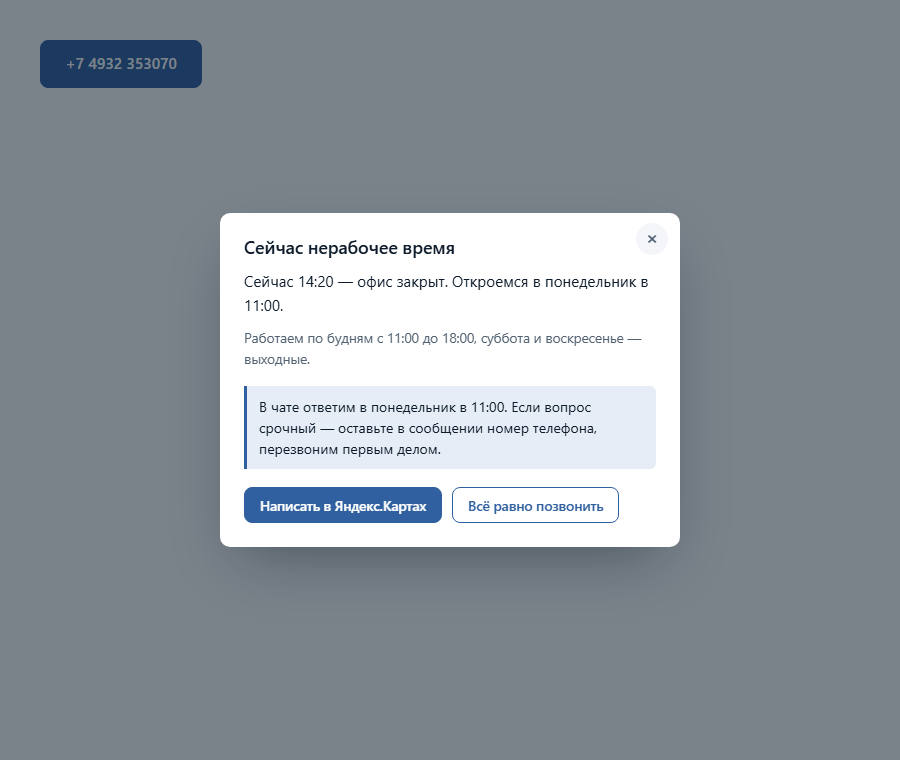 +7 4932 353070
Сейчас нерабочее время
×
Сейчас 14:20 — офис закрыт. Откроемся в понедельник в
11:00.
Работаем по будням с 11:00 до 18:00, суббота и воскресенье —
выходные.
В чате ответим в понедельник в 11:00. Если вопрос
срочный — оставьте в сообщении номер телефона,
перезвоним первым делом.
Написать в Яндекс.Картах
Всё равно позвонить